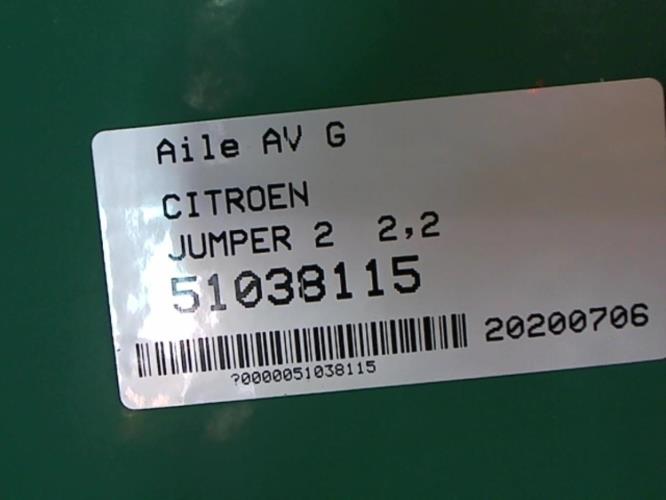 Aile AV G
CITROEN
JUMPER 2 2,2
51038115
20200706
?0000051038115